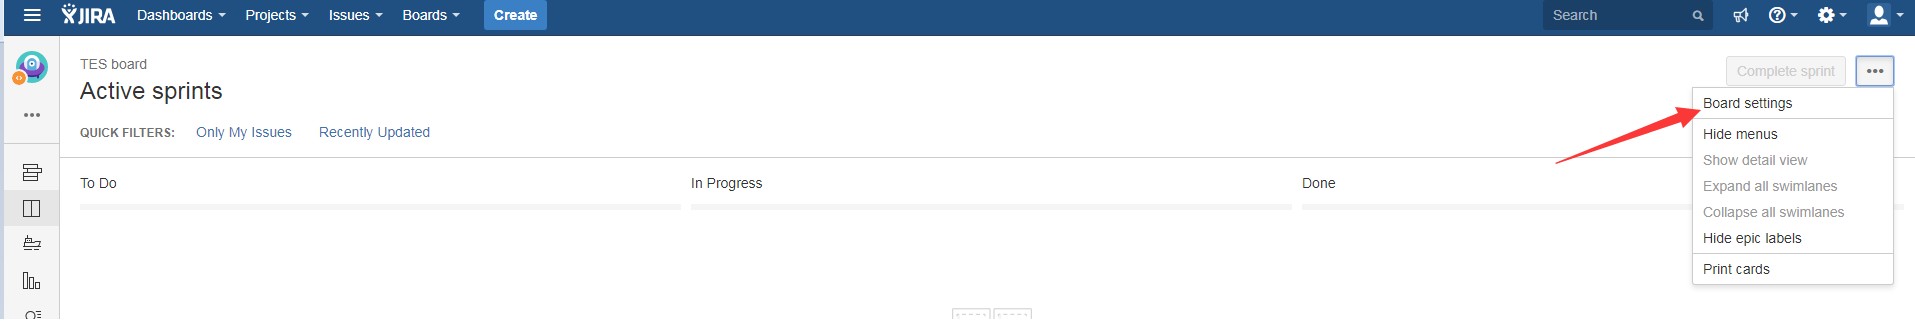 JIRA Dashboards Projects Issues Boards Create Search
TES board
Active sprints
Complete sprint
QUICK FILTERS: Only My Issues Recently Updated
Board settings
Hide menus
Show detail view
Expand all swimlanes
Collapse all swimlanes
Hide epic labels
Print cards
To Do In Progress Done